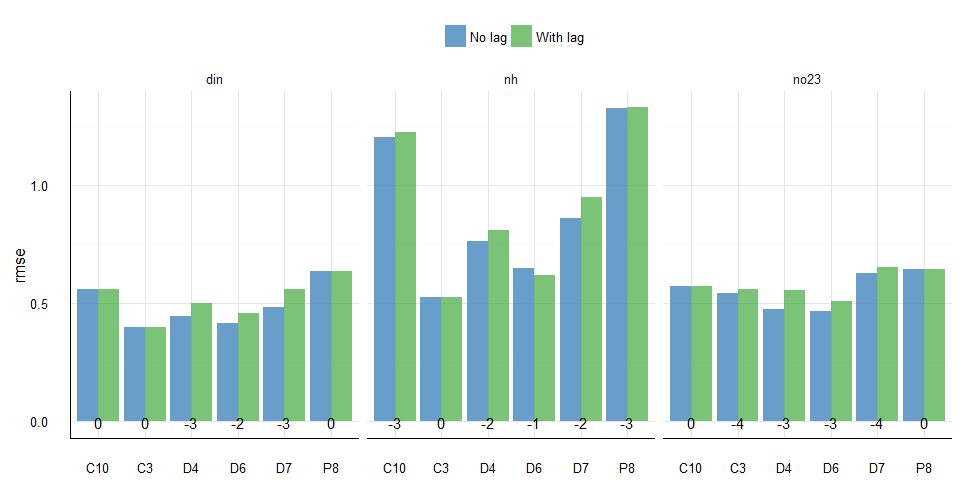 No lag With lag
din nh no23
rmse
1.0
0.5
0.0
0 0 -3 -2 -3 0 -3 0 -2 -1 -2 -3 0 -4 -3 -3 -4 0
C10 C3 D4 D6 D7 P8 C10 C3 D4 D6 D7 P8 C10 C3 D4 D6 D7 P8